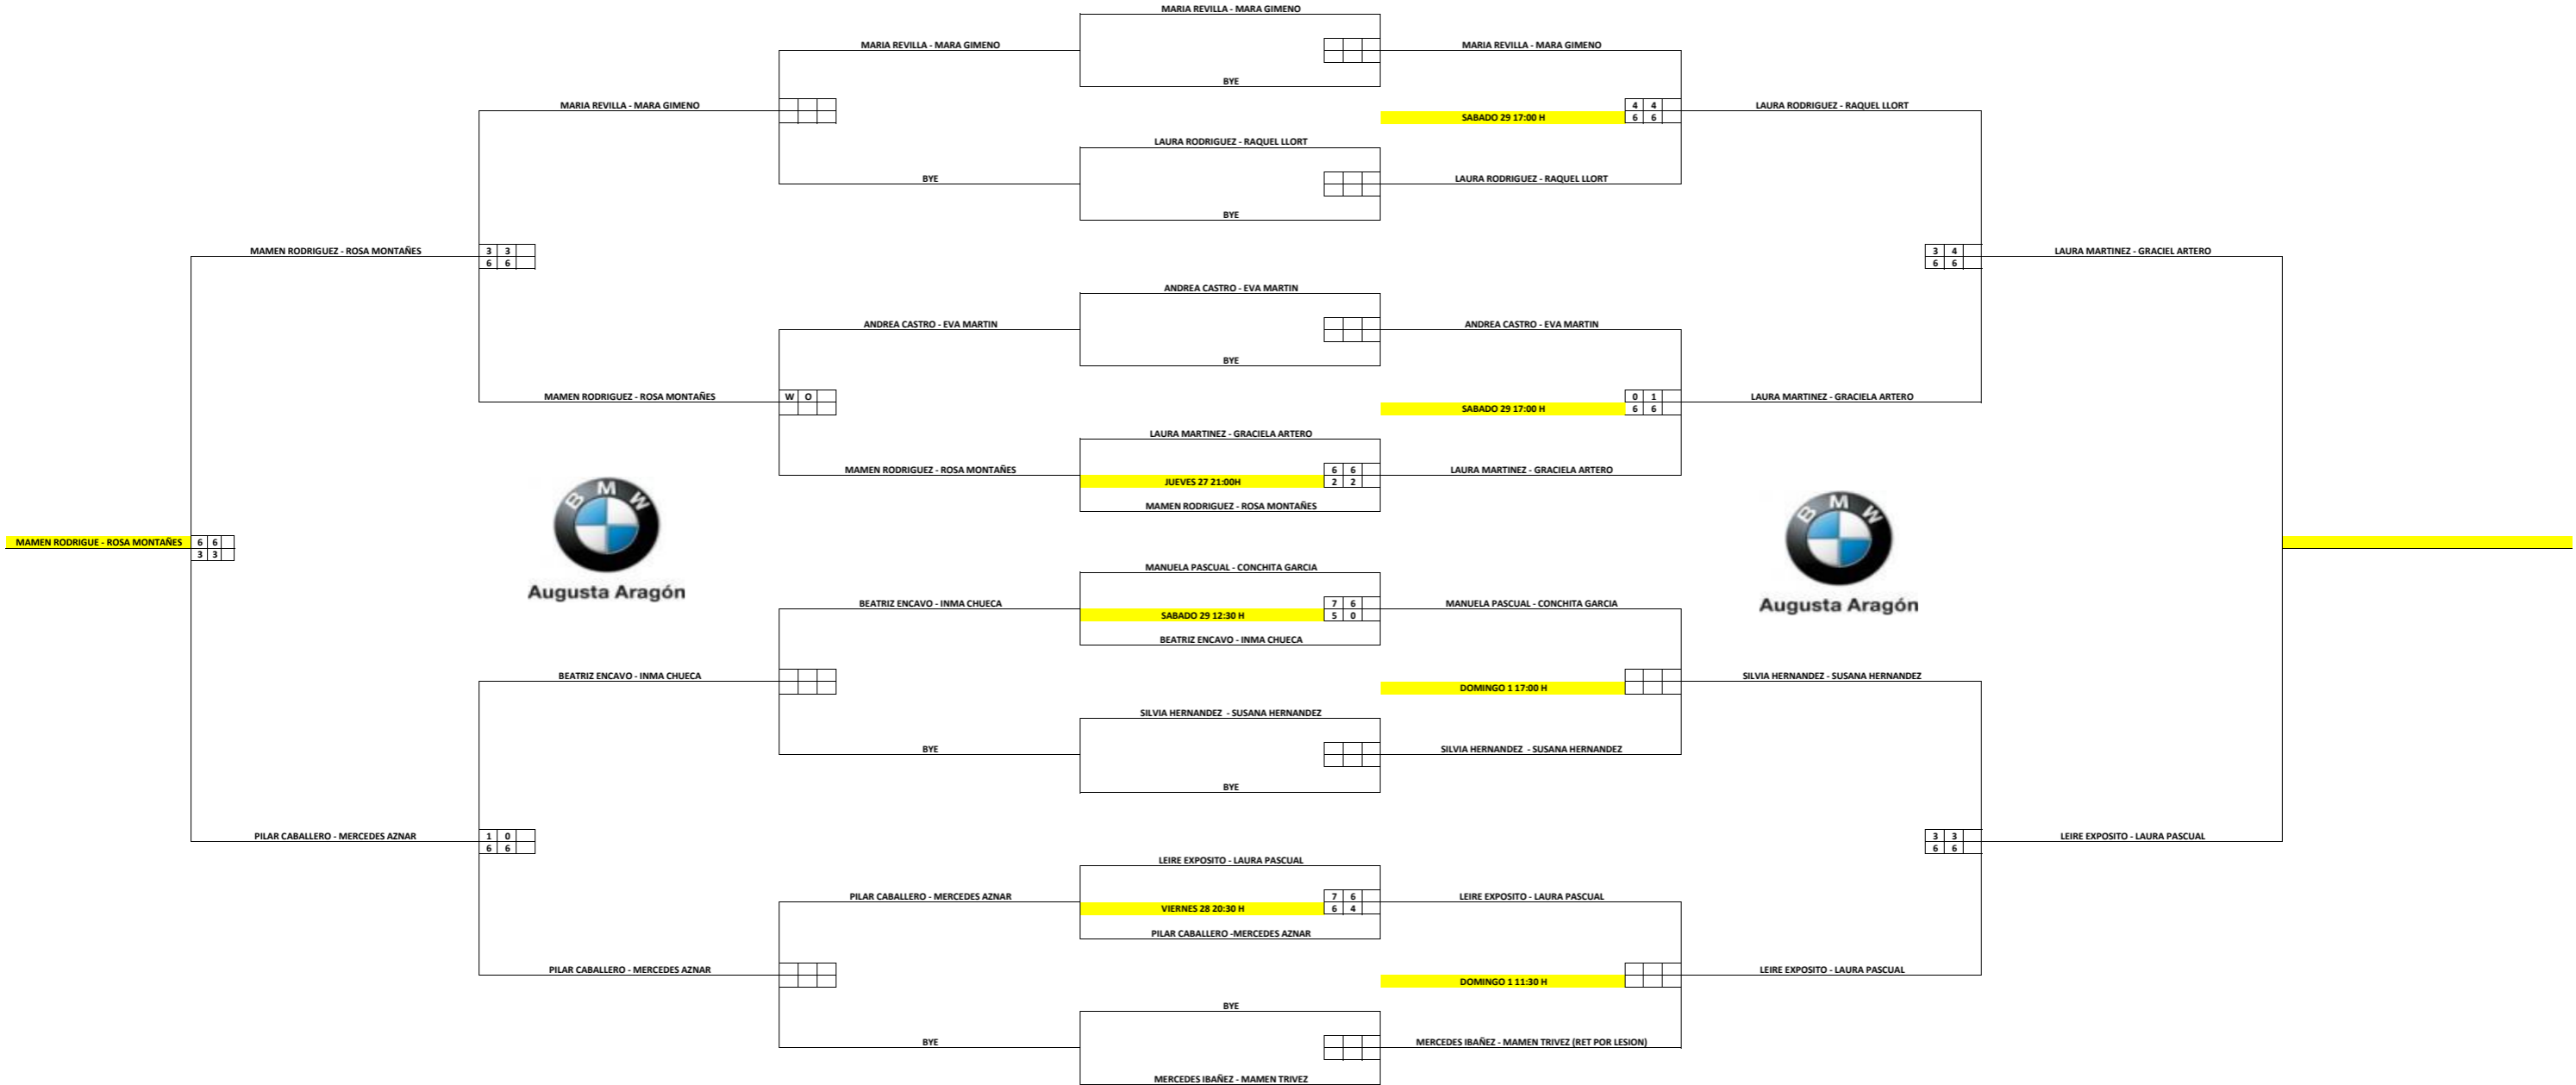 MARIA REVILLA - MARA GIMENO
MARIA REVILLA - MARA GIMENO
MARIA REVILLA - MARA GIMENO
BYE
MARIA REVILLA - MARA GIMENO
4 4
LAURA RODRIGUEZ - RAQUEL LLORT
SABADO 29 17:00 H
6 6
LAURA RODRIGUEZ - RAQUEL LLORT
BYE
LAURA RODRIGUEZ - RAQUEL LLORT
BYE
MAMEN RODRIGUEZ - ROSA MONTAÑES
3 3
6 6
3 4
6 6
LAURA MARTINEZ - GRACIEL ARTERO
ANDREA CASTRO - EVA MARTIN
ANDREA CASTRO - EVA MARTIN
ANDREA CASTRO - EVA MARTIN
BYE
MAMEN RODRIGUEZ - ROSA MONTAÑES
W O
0 1
LAURA MARTINEZ - GRACIELA ARTERO
SABADO 29 17:00 H
6 6
LAURA MARTINEZ - GRACIELA ARTERO
MAMEN RODRIGUEZ - ROSA MONTAÑES
6 6
LAURA MARTINEZ - GRACIELA ARTERO
JUEVES 27 21:00H
2 2
MAMEN RODRIGUEZ - ROSA MONTAÑES
BMW
Augusta Aragón
BMW
Augusta Aragón
MAMEN RODRIGUE - ROSA MONTAÑES
6 6
3 3
MANUELA PASCUAL - CONCHITA GARCIA
BEATRIZ ENCAVO - INMA CHUECA
7 6
MANUELA PASCUAL - CONCHITA GARCIA
SABADO 29 12:30 H
5 0
BEATRIZ ENCAVO - INMA CHUECA
BEATRIZ ENCAVO - INMA CHUECA
SILVIA HERNANDEZ - SUSANA HERNANDEZ
DOMINGO 1 17:00 H
SILVIA HERNANDEZ - SUSANA HERNANDEZ
BYE
SILVIA HERNANDEZ - SUSANA HERNANDEZ
BYE
PILAR CABALLERO - MERCEDES AZNAR
1 0
6 6
3 3
6 6
LEIRE EXPOSITO - LAURA PASCUAL
LEIRE EXPOSITO - LAURA PASCUAL
PILAR CABALLERO - MERCEDES AZNAR
7 6
LEIRE EXPOSITO - LAURA PASCUAL
VIERNES 28 20:30 H
6 4
PILAR CABALLERO -MERCEDES AZNAR
PILAR CABALLERO - MERCEDES AZNAR
LEIRE EXPOSITO - LAURA PASCUAL
DOMINGO 1 11:30 H
BYE
BYE
MERCEDES IBAÑEZ - MAMEN TRIVEZ (RET POR LESION)
MERCEDES IBAÑEZ - MAMEN TRIVEZ